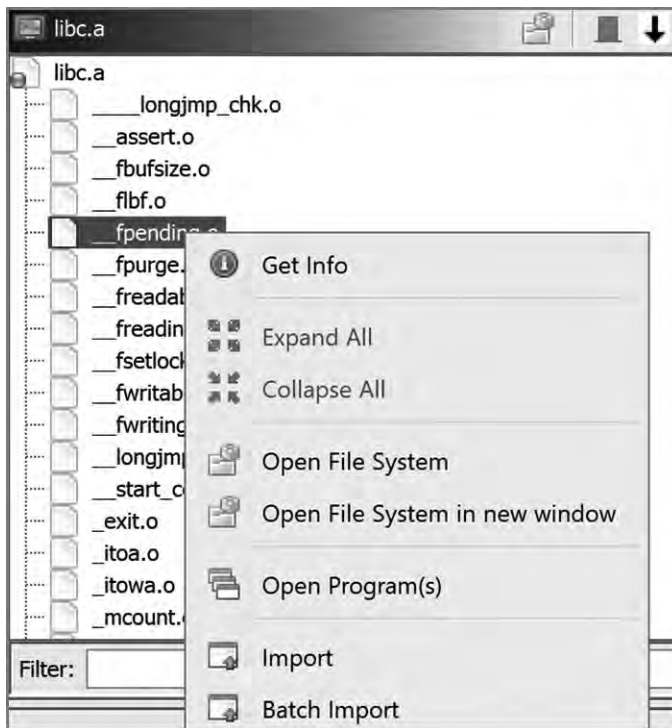 libc.a
libc.a
____longjmp_chk.o
__assert.o
__fbufsize.o
__flbf.o
__fpending.o
__fpurge.
__freadab
__freadin
__fsetlock
__fwritab
__fwriting
__longjmp
__start_c
_exit.o
_itoa.o
_itowa.o
_mcount.
Get Info
Expand All
Collapse All
Open File System
Open File System in new window
Open Program(s)
Import
Batch Import
Filter: